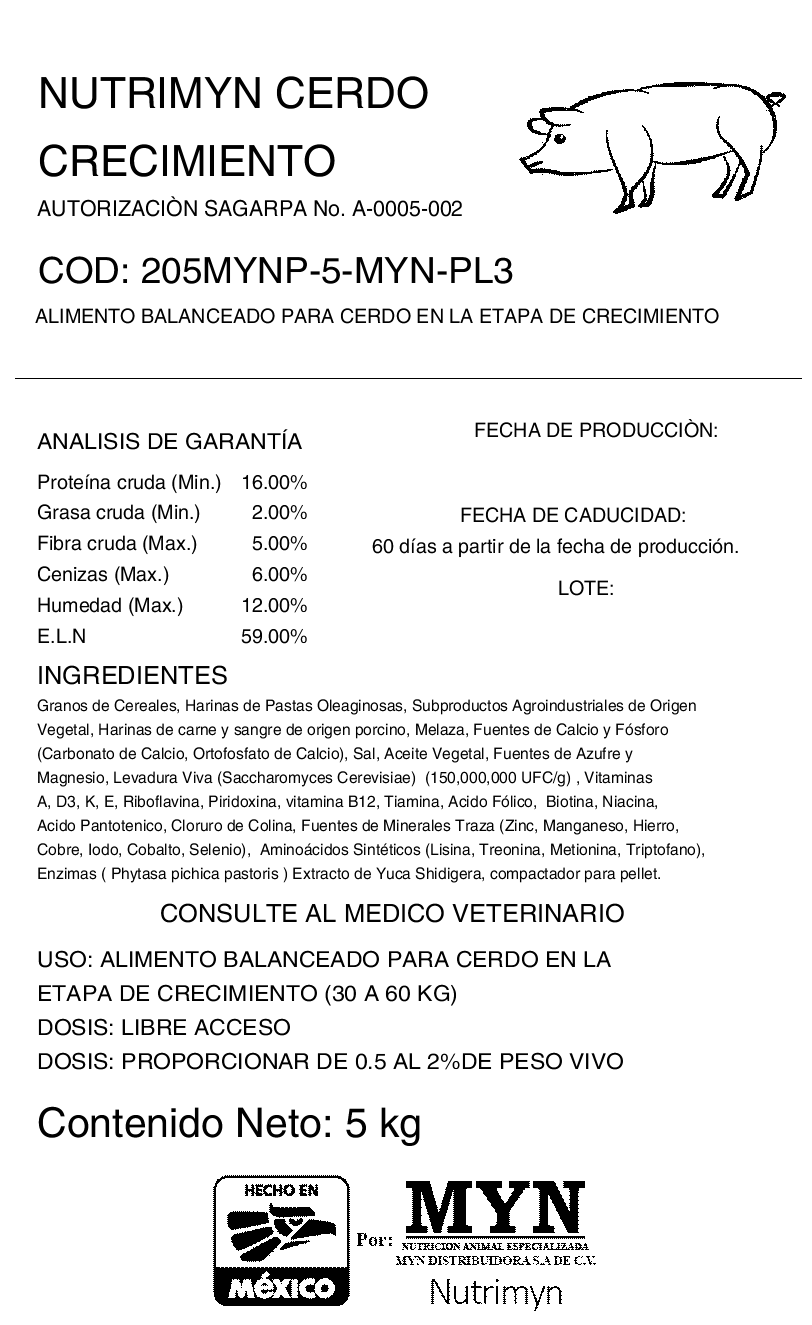 NUTRIMYN CERDO
CRECIMIENTO
AUTORIZACIÒN SAGARPA No. A-0005-002
COD: 205MYNP-5-MYN-PL3
ALIMENTO BALANCEADO PARA CERDO EN LA ETAPA DE CRECIMIENTO
ANALISIS DE GARANTÍA
Proteína cruda (Min.) 16.00%
Grasa cruda (Min.) 2.00%
Fibra cruda (Max.) 5.00%
Cenizas (Max.) 6.00%
Humedad (Max.) 12.00%
E.L.N 59.00%
FECHA DE PRODUCCIÒN:
FECHA DE CADUCIDAD:
60 días a partir de la fecha de producción.
LOTE:
INGREDIENTES
Granos de Cereales, Harinas de Pastas Oleaginosas, Subproductos Agroindustriales de Origen
Vegetal, Harinas de carne y sangre de origen porcino, Melaza, Fuentes de Calcio y Fósforo
(Carbonato de Calcio, Ortofosfato de Calcio), Sal, Aceite Vegetal, Fuentes de Azufre y
Magnesio, Levadura Viva (Saccharomyces Cerevisiae)  (150,000,000 UFC/g) , Vitaminas
A, D3, K, E, Riboflavina, Piridoxina, vitamina B12, Tiamina, Acido Fólico,  Biotina, Niacina,
Acido Pantotenico, Cloruro de Colina, Fuentes de Minerales Traza (Zinc, Manganeso, Hierro,
Cobre, Iodo, Cobalto, Selenio),  Aminoácidos Sintéticos (Lisina, Treonina, Metionina, Triptofano),
Enzimas ( Phytasa pichica pastoris ) Extracto de Yuca Shidigera, compactador para pellet.
CONSULTE AL MEDICO VETERINARIO
USO: ALIMENTO BALANCEADO PARA CERDO EN LA
ETAPA DE CRECIMIENTO (30 A 60 KG)
DOSIS: LIBRE ACCESO
DOSIS: PROPORCIONAR DE 0.5 AL 2%DE PESO VIVO
Contenido Neto: 5 kg
HECHO EN
MéXICO
Por:
MYN
NUTRICION ANIMAL ESPECIALIZADA
MYN DISTRIBUIDORA S.A DE C.V.
Nutrimyn